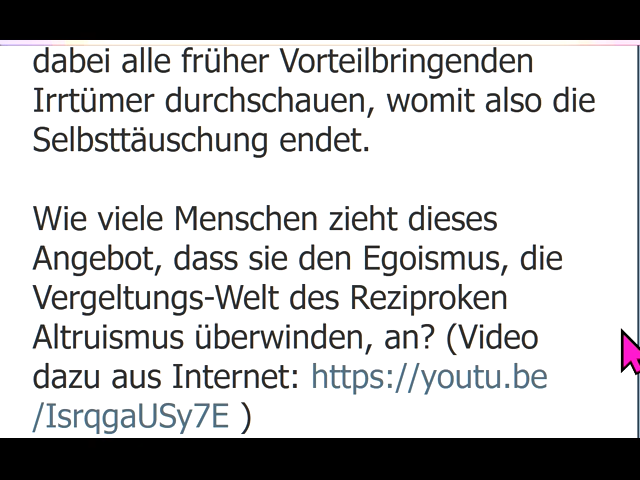 dabei alle früher Vorteilbringenden
Irrtümer durchschauen, womit also die
Selbsttäuschung endet.
Wie viele Menschen zieht dieses
Angebot, dass sie den Egoismus, die
Vergeltungs-Welt des Reziproken
Altruismus überwinden, an? (Video
dazu aus Internet: https://youtu.be
/IsrqgaUSy7E )